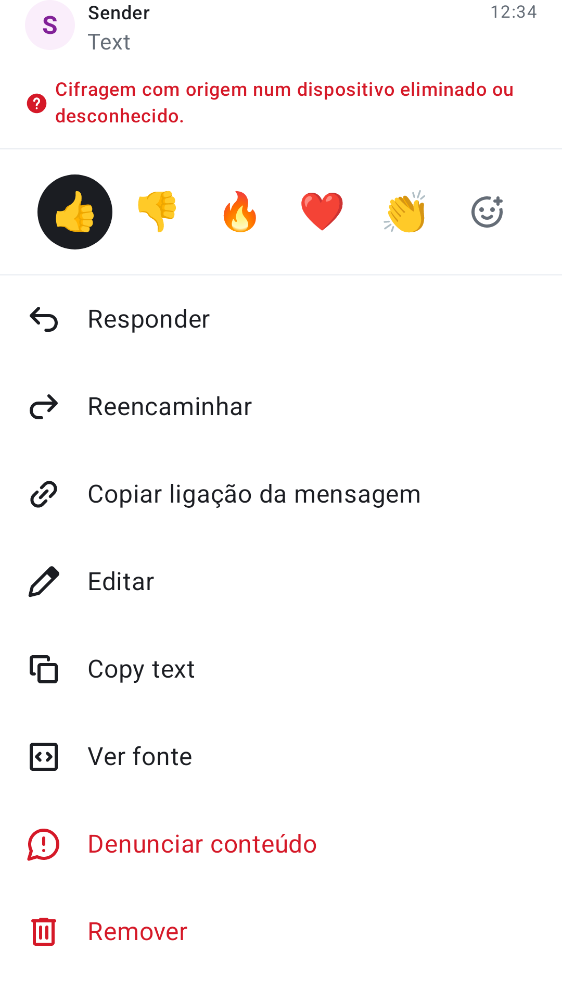 S
Sender
12:34
Text
Cifragem com origem num dispositivo eliminado ou
desconhecido.
Responder
Reencaminhar
Copiar ligação da mensagem
Editar
Copy text
Ver fonte
Denunciar conteúdo
Remover